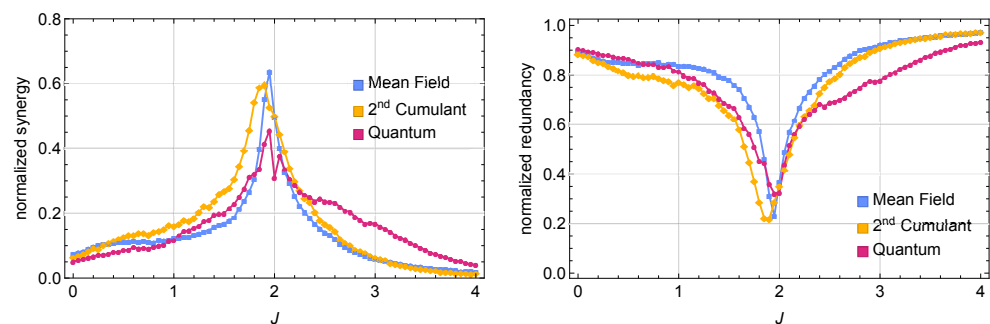 normalized synergy
0.8
0.6
0.4
0.2
0.0
0 1 2 3 4
J
Mean Field
2nd Cumulant
Quantum
normalized redundancy
1.0
0.8
0.6
0.4
0.2
0.0
0 1 2 3 4
J
Mean Field
2nd Cumulant
Quantum